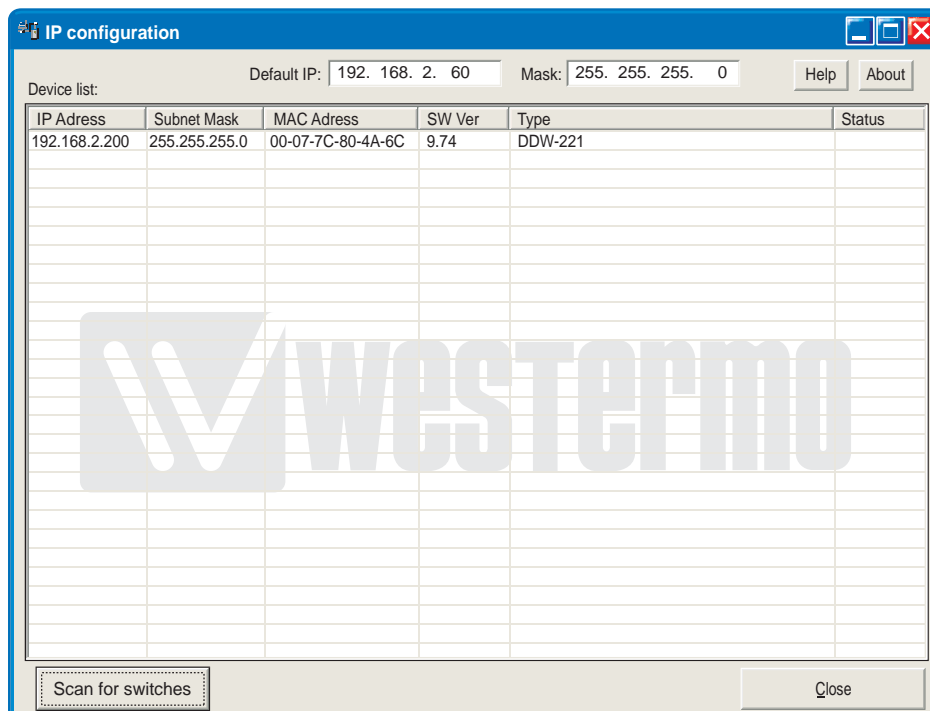 IP configuration
Default IP: 192. 168. 2. 60 Mask: 255. 255. 255. 0 Help About
Device list:
IP Adress Subnet Mask MAC Adress SW Ver Type Status
192.168.2.200 255.255.255.0 00-07-7C-80-4A-6C 9.74 DDW-221
westermo
Scan for switches Close